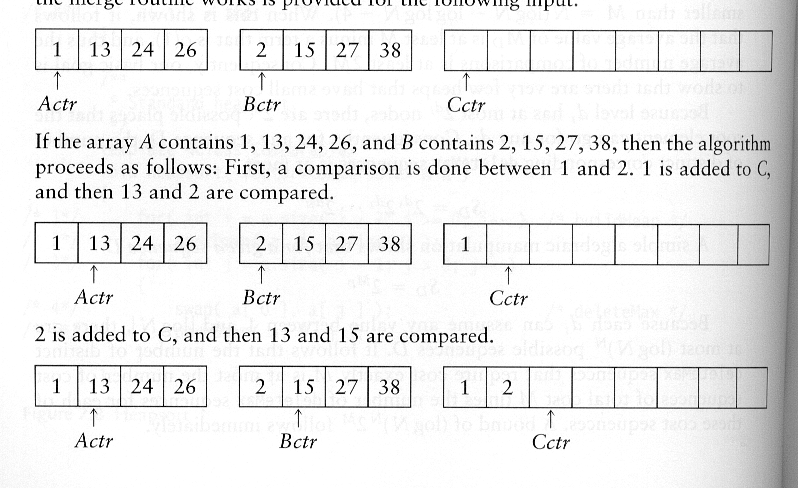 the merge routine works is provided for the following input.
1 13 24 26 2 15 27 38
Actr Bctr Cctr
If the array A contains 1, 13, 24, 26, and B contains 2, 15, 27, 38, then the algorithm
proceeds as follows: First, a comparison is done between 1 and 2. 1 is added to C,
and then 13 and 2 are compared.
1 13 24 26 2 15 27 38 1
Actr Bctr Cctr
2 is added to C, and then 13 and 15 are compared.
1 13 24 26 2 15 27 38 1 2
Actr Bctr Cctr